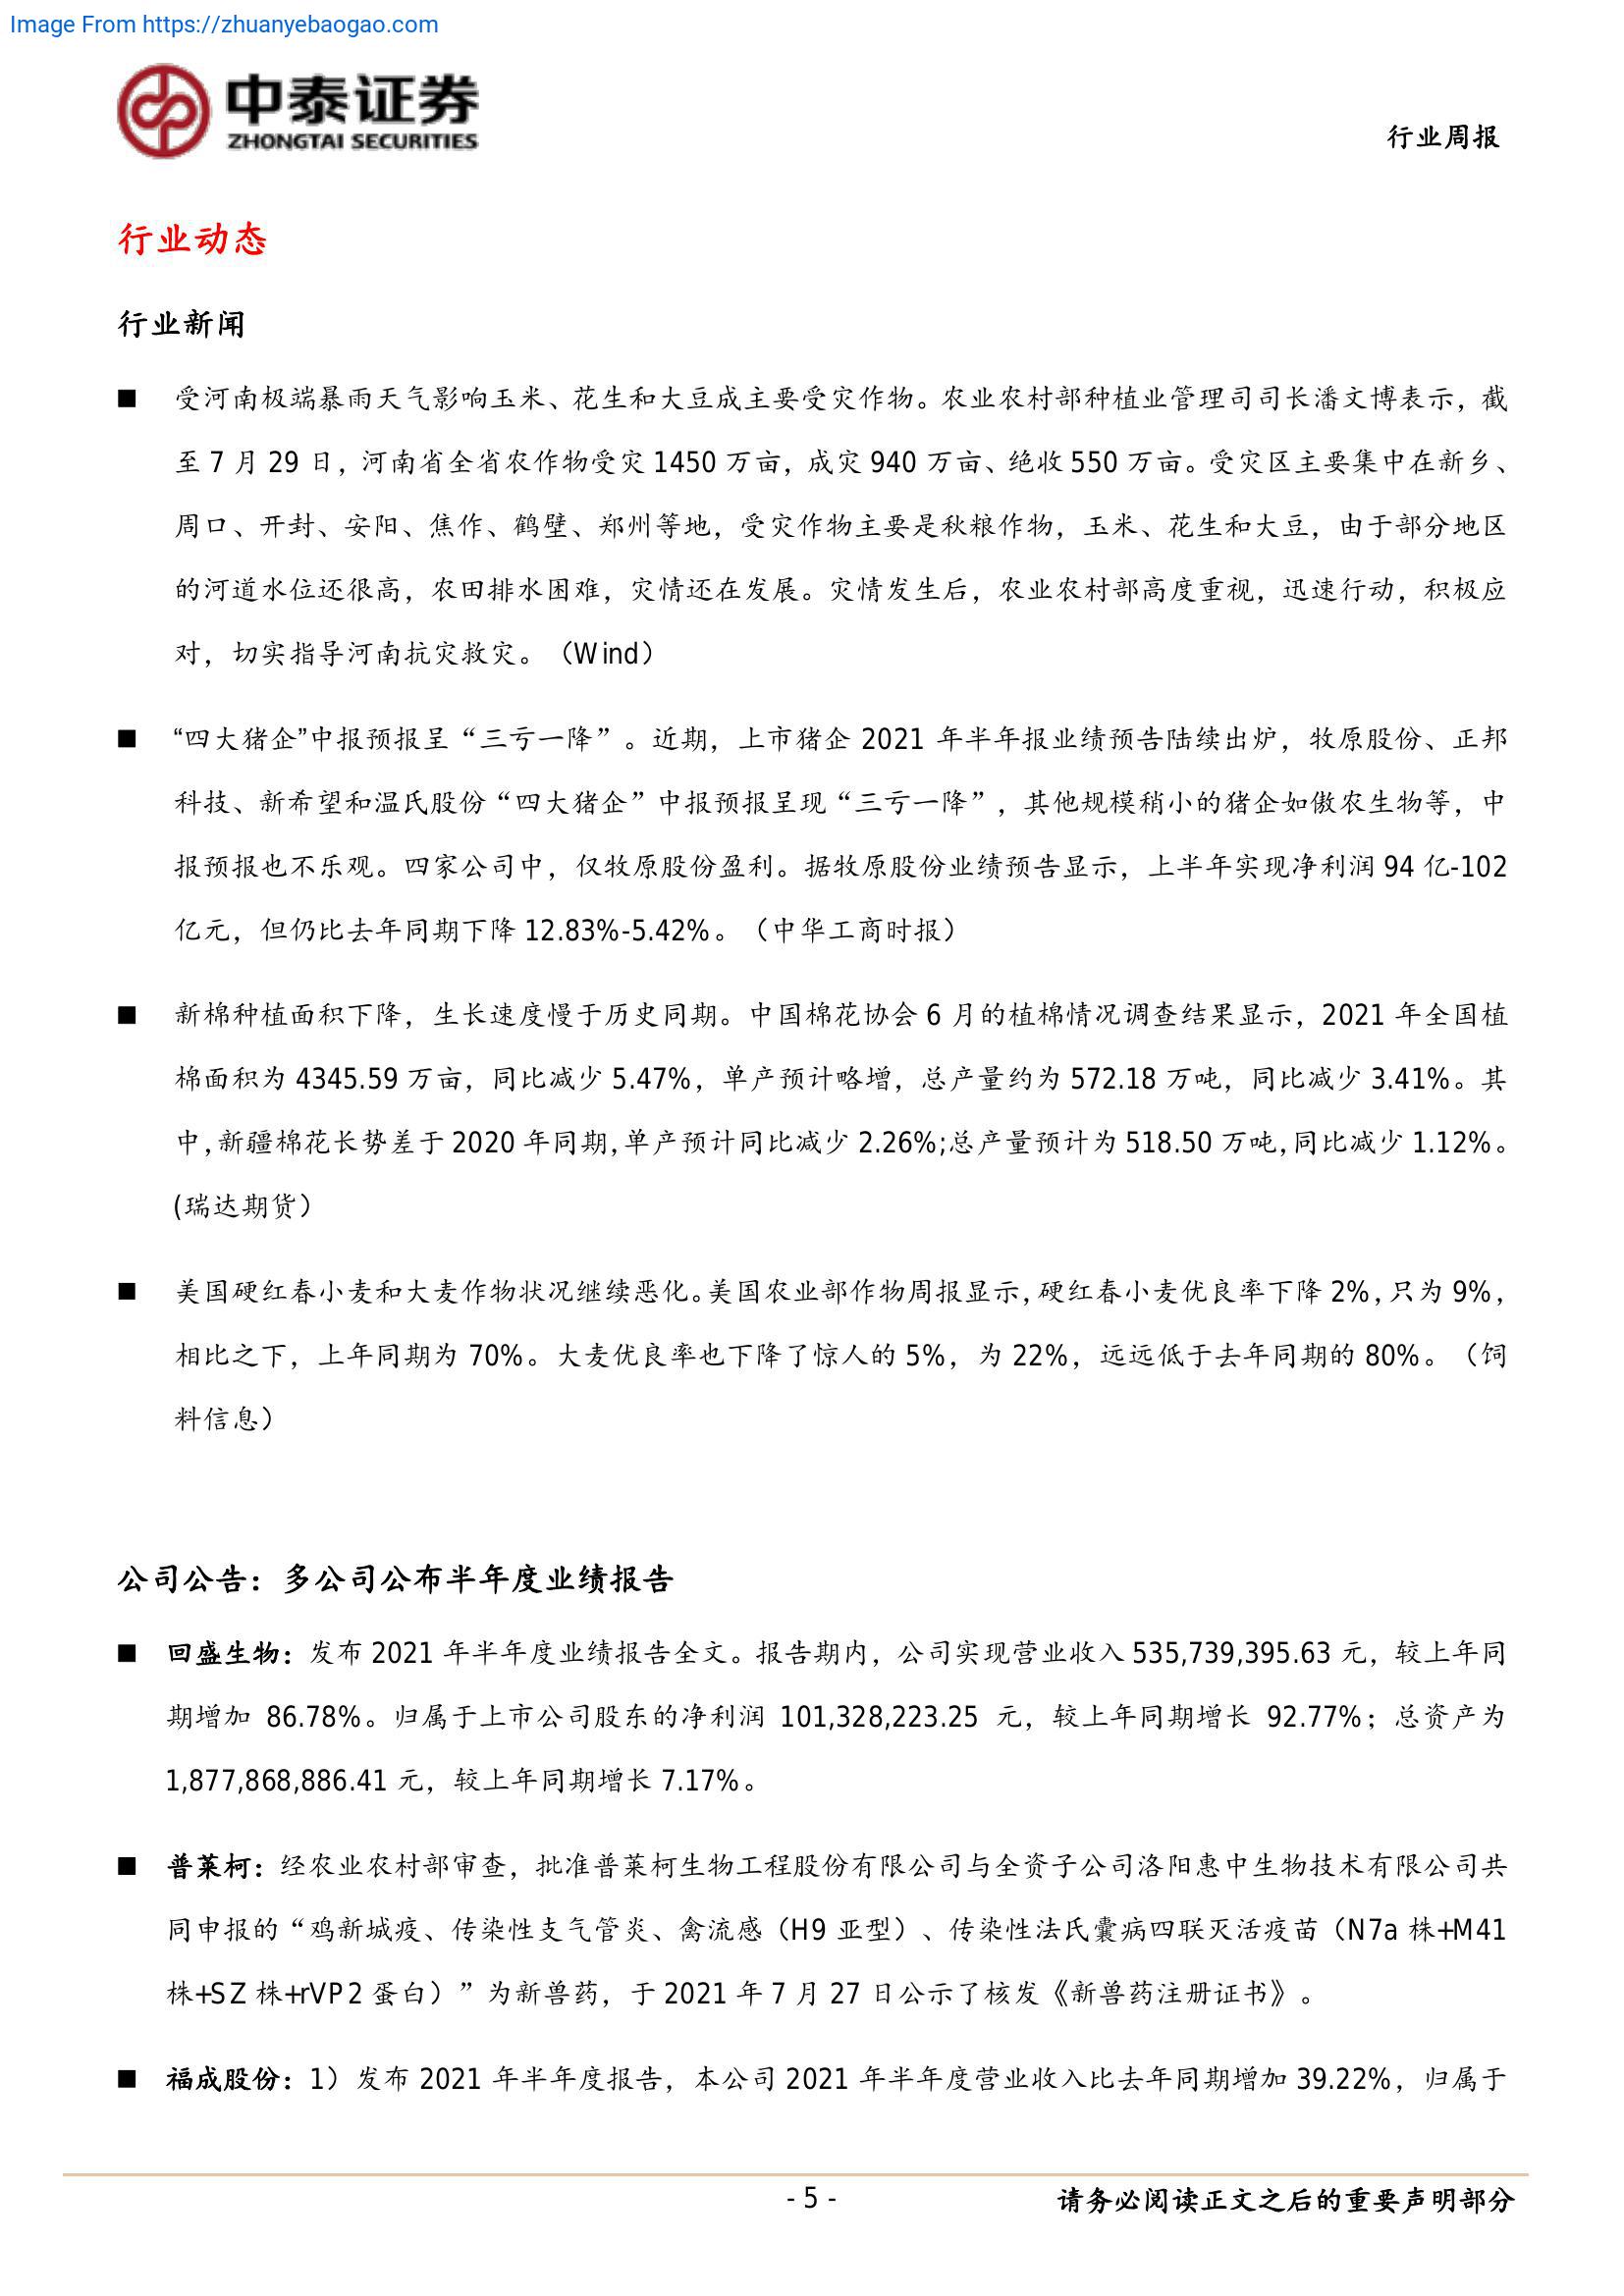 Image From https://zhuanyebaogao.com
中泰证券
ZHONGTAI SECURITIES
行业周报
行业动态
行业新闻
■ 受河南极端暴雨天气影响玉米、花生和大豆成主要受灾作物。农业农村部种植业管理司司长潘文博表示，截
至 7 月 29 日，河南省全省农作物受灾 1450 万亩，成灾 940 万亩、绝收 550 万亩。受灾区主要集中在新乡、
周口、开封、安阳、焦作、鹤壁、郑州等地，受灾作物主要是秋粮作物，玉米、花生和大豆，由于部分地区
的河道水位还很高，农田排水困难，灾情还在发展。灾情发生后，农业农村部高度重视，迅速行动，积极应
对，切实指导河南抗灾救灾。（Wind）
■ “四大猪企”中报预报呈“三亏一降”。近期，上市猪企 2021 年半年报业绩预告陆续出炉，牧原股份、正邦
科技、新希望和温氏股份“四大猪企”中报预报呈现“三亏一降”，其他规模稍小的猪企如傲农生物等，中
报预报也不乐观。四家公司中，仅牧原股份盈利。据牧原股份业绩预告显示，上半年实现净利润 94 亿-102
亿元，但仍比去年同期下降 12.83%-5.42%。（中华工商时报）
■ 新棉种植面积下降，生长速度慢于历史同期。中国棉花协会 6 月的植棉情况调查结果显示，2021 年全国植
棉面积为 4345.59 万亩，同比减少 5.47%，单产预计略增，总产量约为 572.18 万吨，同比减少 3.41%。其
中,新疆棉花长势差于 2020 年同期,单产预计同比减少 2.26%;总产量预计为 518.50 万吨,同比减少 1.12%。
(瑞达期货）
■ 美国硬红春小麦和大麦作物状况继续恶化。美国农业部作物周报显示,硬红春小麦优良率下降 2%,只为 9%，
相比之下，上年同期为 70%。大麦优良率也下降了惊人的 5%，为 22%，远远低于去年同期的 80%。（饲
料信息）
公司公告：多公司公布半年度业绩报告
■ 回盛生物：发布 2021 年半年度业绩报告全文。报告期内，公司实现营业收入 535,739,395.63 元，较上年同
期增加 86.78%。归属于上市公司股东的净利润 101,328,223.25 元，较上年同期增长 92.77%；总资产为
1,877,868,886.41 元，较上年同期增长 7.17%。
■ 普莱柯：经农业农村部审查，批准普莱柯生物工程股份有限公司与全资子公司洛阳惠中生物技术有限公司共
同申报的“鸡新城疫、传染性支气管炎、禽流感（H9 亚型）、传染性法氏囊病四联灭活疫苗（N7a 株+M41
株+SZ 株+rVP2 蛋白）”为新兽药，于 2021 年 7 月 27 日公示了核发《新兽药注册证书》。
■ 福成股份：1）发布 2021 年半年度报告，本公司 2021 年半年度营业收入比去年同期增加 39.22%，归属于
- 5 -
请务必阅读正文之后的重要声明部分